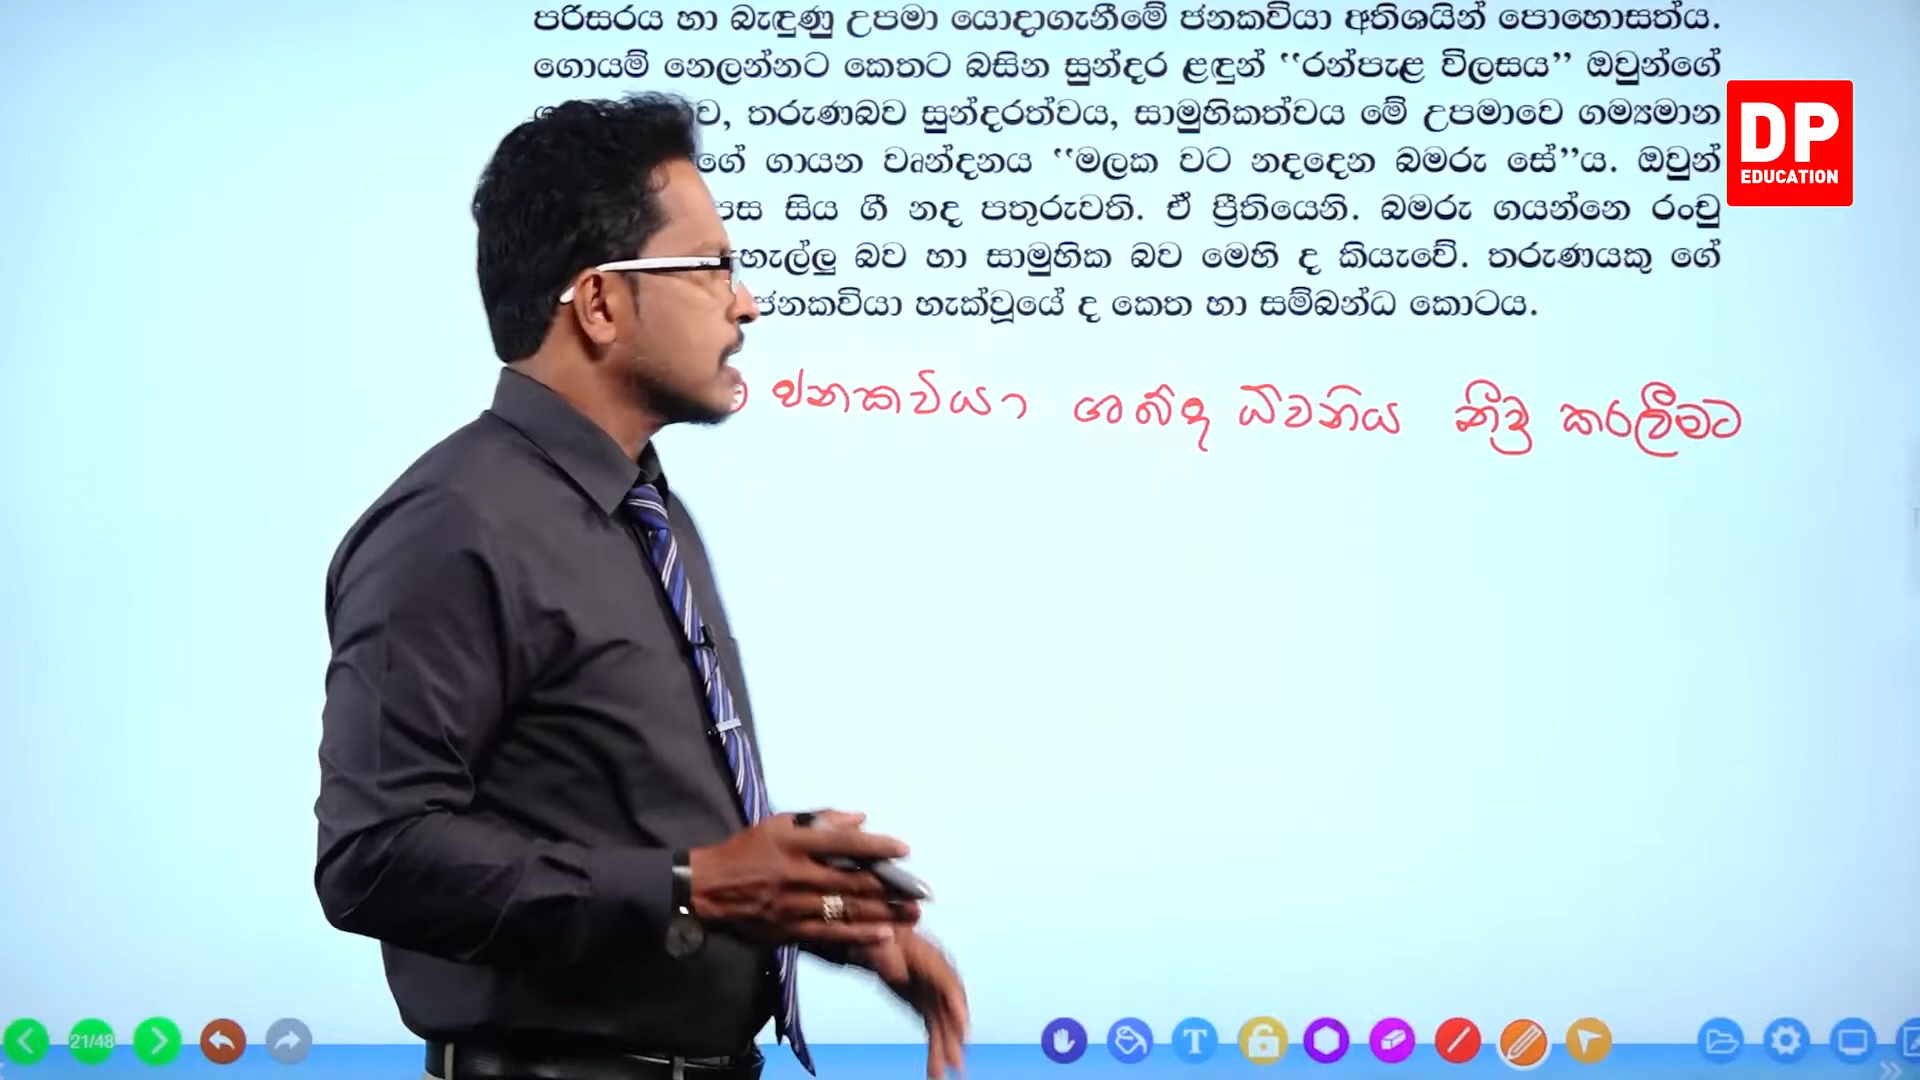 පරිසරය හා බැඳුණු උපමා යොදාගැනීමේ ජනකවියා අතිශයින් පොහොසත්ය.
ගොයම් නෙලන්නට කෙතට බසින සුන්දර ළඳුන් “රන්පැළ විලසය” ඔවුන්ගේ
ව, තරුණබව සුන්දරත්වය, සාමුහිකත්වය මේ උපමාවෙ ගම්‍යමාන
ගේ ගායන වෘන්දනය “මලක වට නදදෙන බමරු සේ”ය. ඔවුන්
පස සිය ගී නද පතුරුවති. ඒ ප්‍රීතියෙනි. බමරු ගයන්නෙ රංචු
හැල්ලු බව හා සාමුහික බව මෙහි ද කියැවේ. තරුණයකු ගේ
ජනකවියා හැක්වූයේ ද කෙත හා සම්බන්ධ කොටය.
ජනකවියා ශබ්ද ධ්වනිය තීව්‍ර කරලීමට
DP
EDUCATION
21/48
T